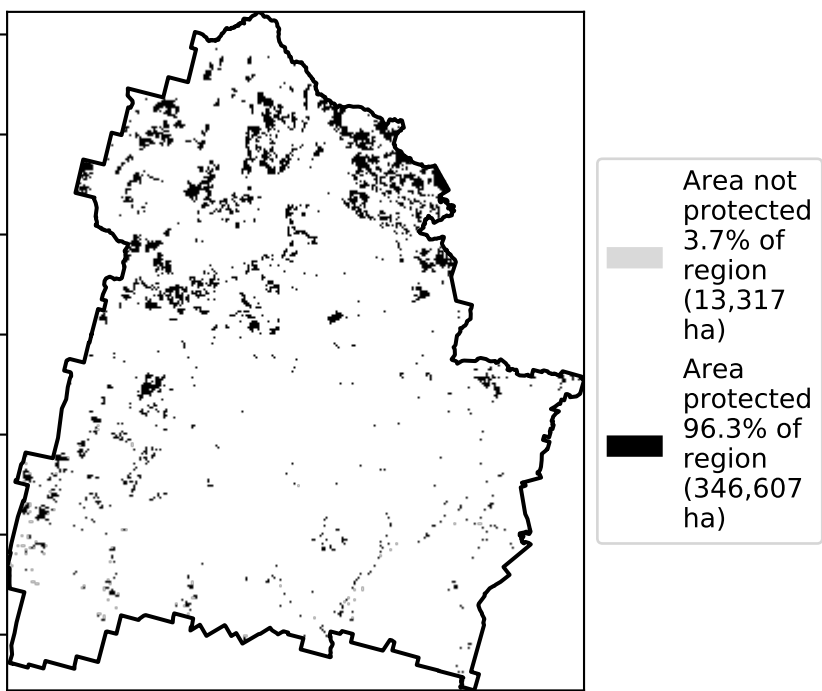 Area not
protected
3.7% of
region
(13,317
ha)
Area
protected
96.3% of
region
(346,607
ha)